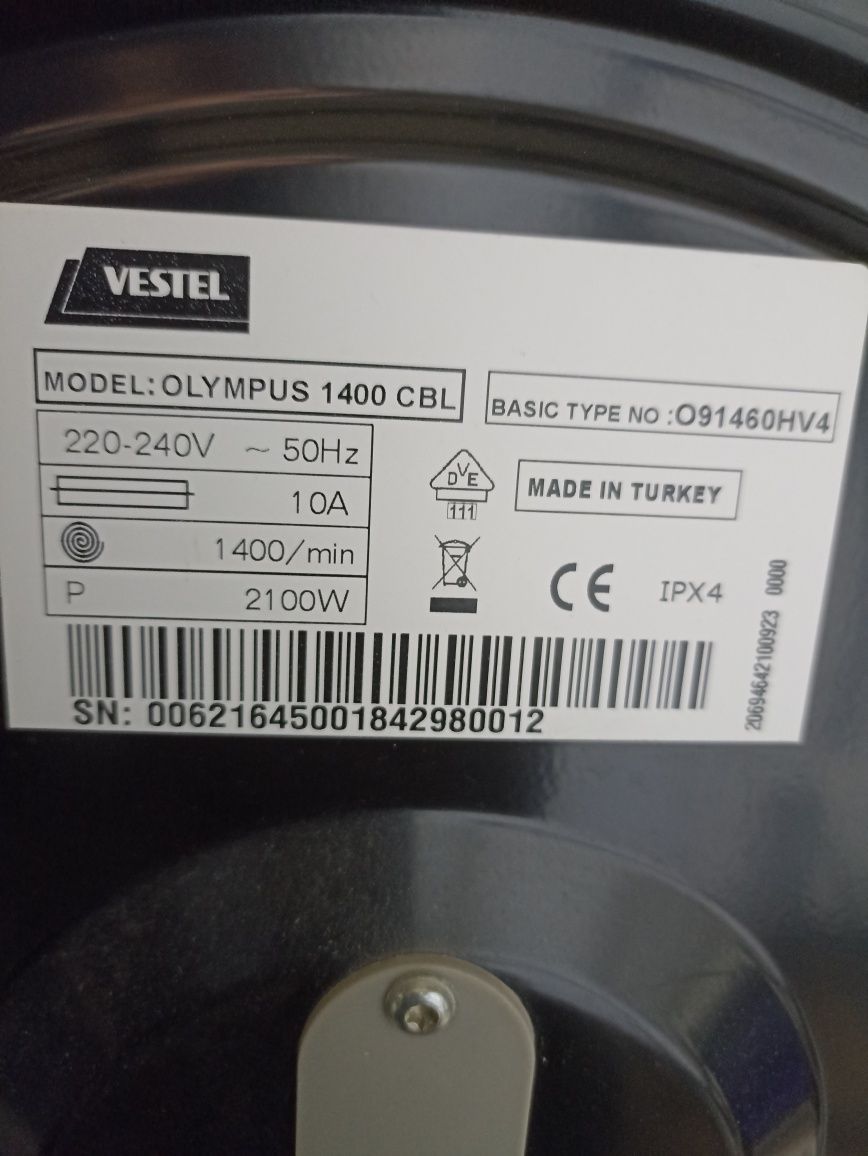 VESTEL
MODEL: OLYMPUS 1400 CBL
BASIC TYPE NO :O91460HV4
220-240V ~ 50Hz
10A
1400/min
P 2100W
DVE
111
MADE IN TURKEY
CE
IPX4
SN: 00621645001842980012
20694642100923 0000